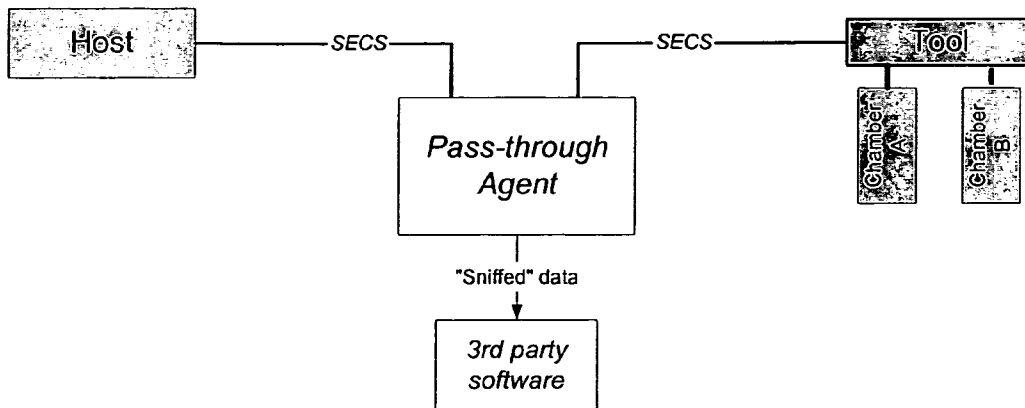 Host
SECS
SECS
Tool
Chamber
A
Chamber
B
Pass-through
Agent
"Sniffed" data
3rd party
software